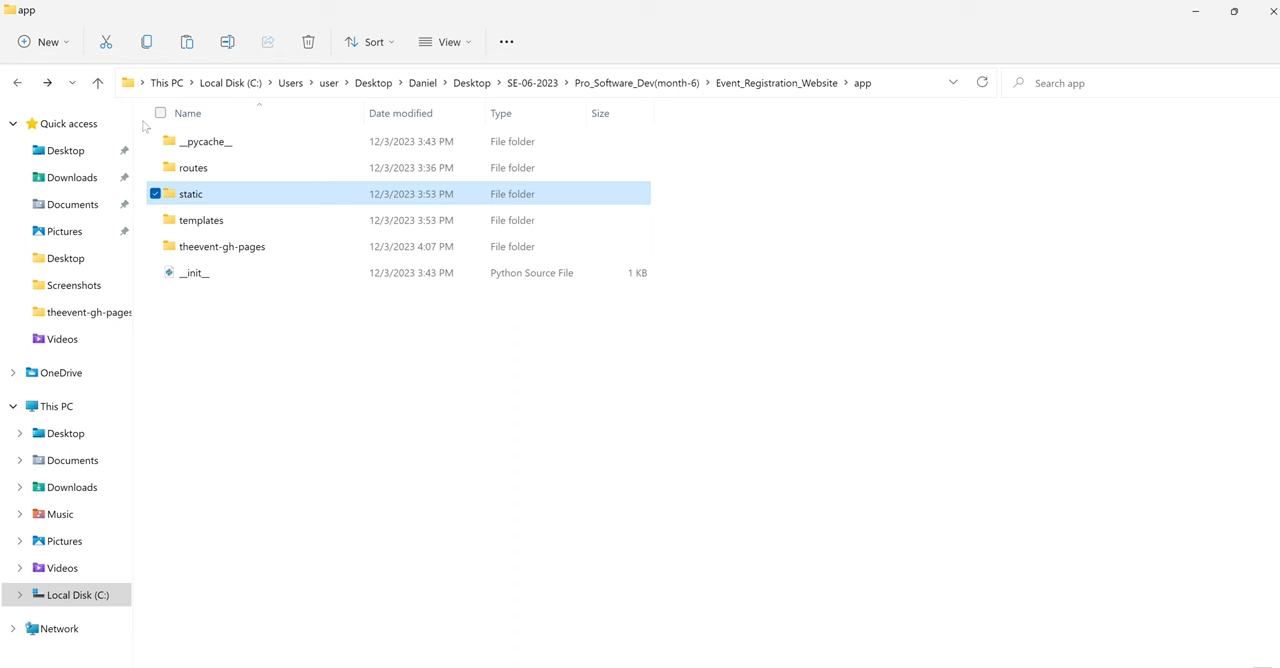 app
New Sort View
This PC Local Disk (C:) Users user Desktop Daniel Desktop SE-06-2023 Pro_Software_Dev(month-6) Event_Registration_Website app Search app
Name Date modified Type Size
Quick access
Desktop
Downloads
Documents
Pictures
Desktop
Screenshots
theevent-gh-pages
Videos
OneDrive
This PC
Desktop
Documents
Downloads
Music
Pictures
Videos
Local Disk (C:)
Network
__pycache__ 12/3/2023 3:43 PM File folder
routes 12/3/2023 3:36 PM File folder
static 12/3/2023 3:53 PM File folder
templates 12/3/2023 3:53 PM File folder
theevent-gh-pages 12/3/2023 4:07 PM File folder
__init__ 12/3/2023 3:43 PM Python Source File 1 KB